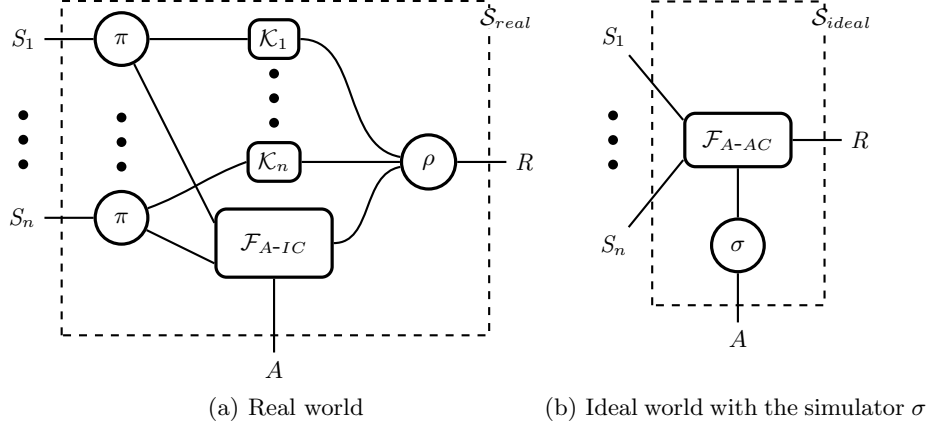 S_real
S_1 π K_1
K_n ρ R
S_n π
F_A-IC
A
(a) Real world
S_ideal
S_1
F_A-AC R
S_n
σ
A
(b) Ideal world with the simulator σ